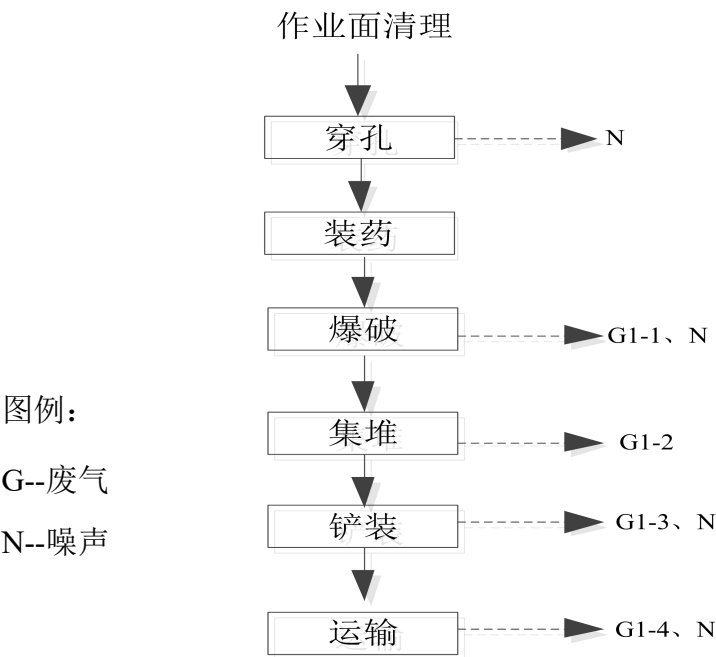 作业面清理
穿孔
N
装药
爆破
G1-1、N
图例：
集堆
G1-2
G--废气
铲装
G1-3、N
N--噪声
运输
G1-4、N